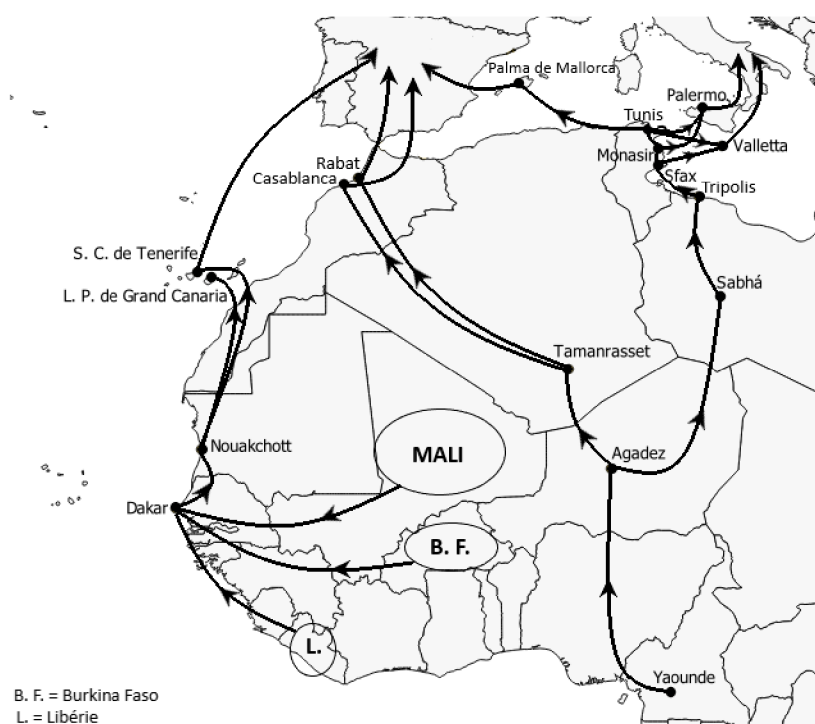 Palma de Mallorca
Palermo
Tunis
Valletta
Monasir
Rabat
Casablanca
Sfax
Tripolis
S. C. de Tenerife
L. P. de Grand Canaria
Sabhá
Tamanrasset
Nouakchott
MALI
Agadez
Dakar
B. F.
L.
Yaounde
B. F. = Burkina Faso
L. = Libérie